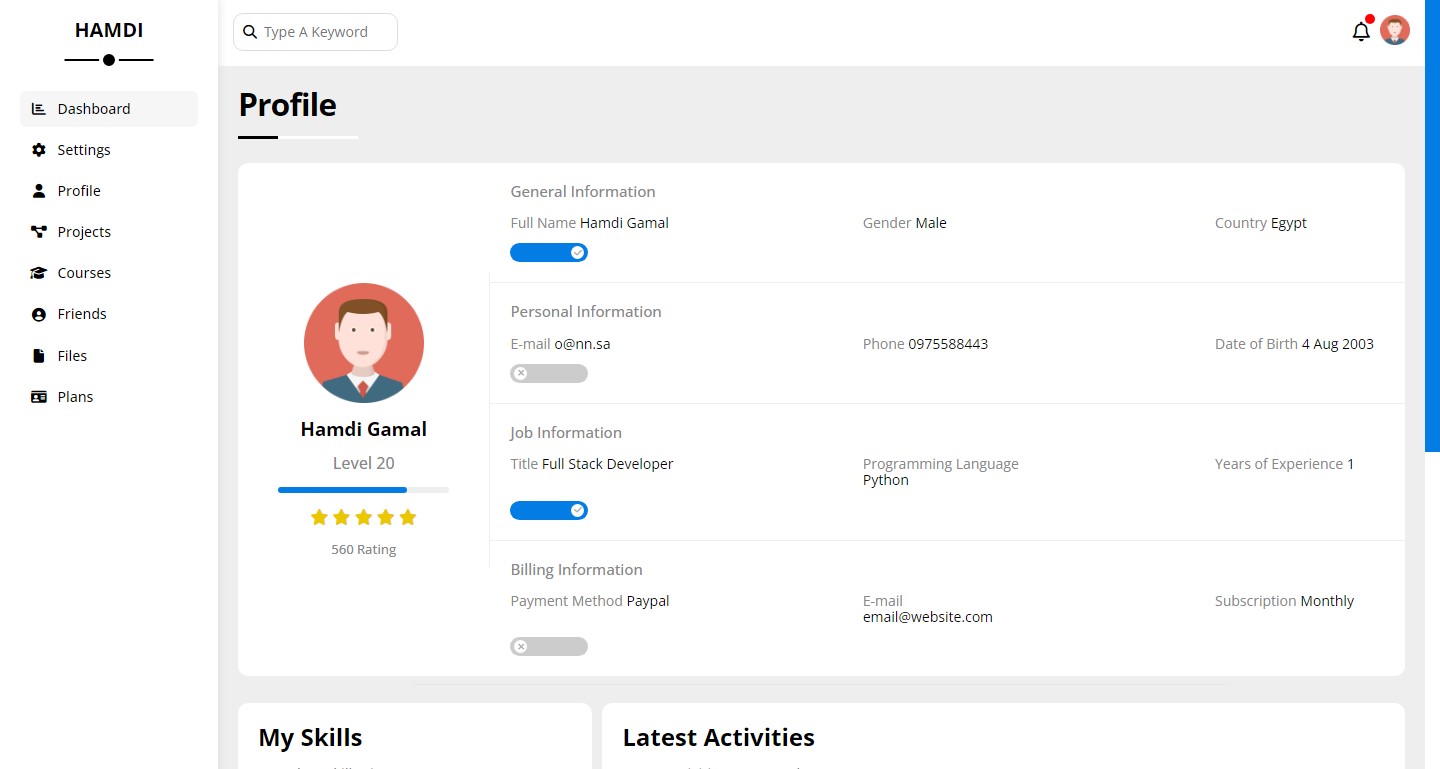 HAMDI
Type A Keyword
Dashboard
Settings
Profile
Projects
Courses
Friends
Files
Plans
Profile
Hamdi Gamal
Level 20
560 Rating
General Information
Full Name Hamdi Gamal
Gender Male
Country Egypt
Personal Information
E-mail o@nn.sa
Phone 0975588443
Date of Birth 4 Aug 2003
Job Information
Title Full Stack Developer
Programming Language
Python
Years of Experience 1
Billing Information
Payment Method Paypal
E-mail
email@website.com
Subscription Monthly
My Skills
Latest Activities